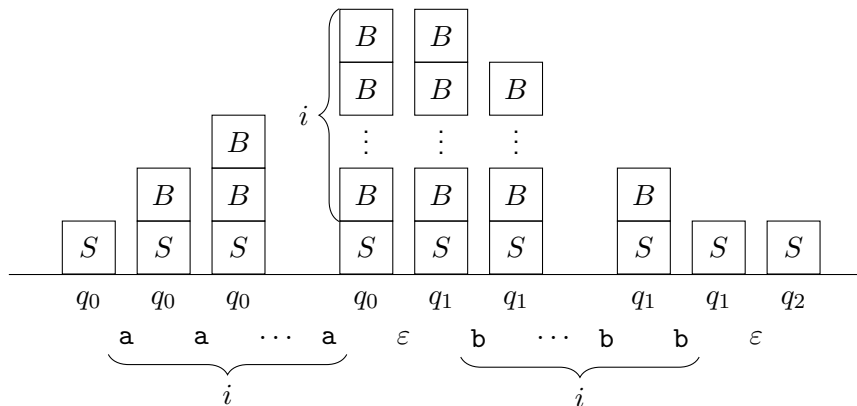 B B
i B B B
B ⋮ ⋮ ⋮
B B B B B B
S S S S S S S S S
q₀ q₀ q₀ q₀ q₁ q₁ q₁ q₁ q₂
a a ⋯ a ε b ⋯ b b ε
i i